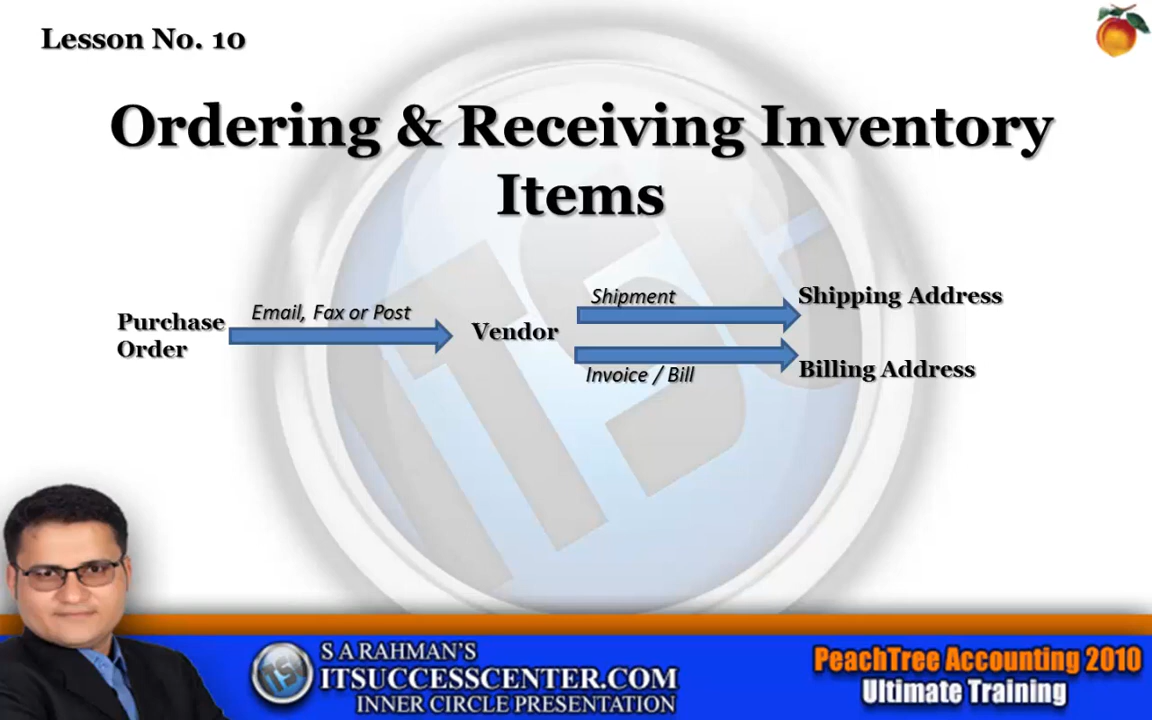 Lesson No. 10
Ordering & Receiving Inventory
Items
Purchase
Order
Email, Fax or Post
Vendor
Shipment
Shipping Address
Invoice / Bill
Billing Address
S A RAHMAN'S
ITSUCCESSCENTER.COM
INNER CIRCLE PRESENTATION
PeachTree Accounting 2010
Ultimate Training
ITSC